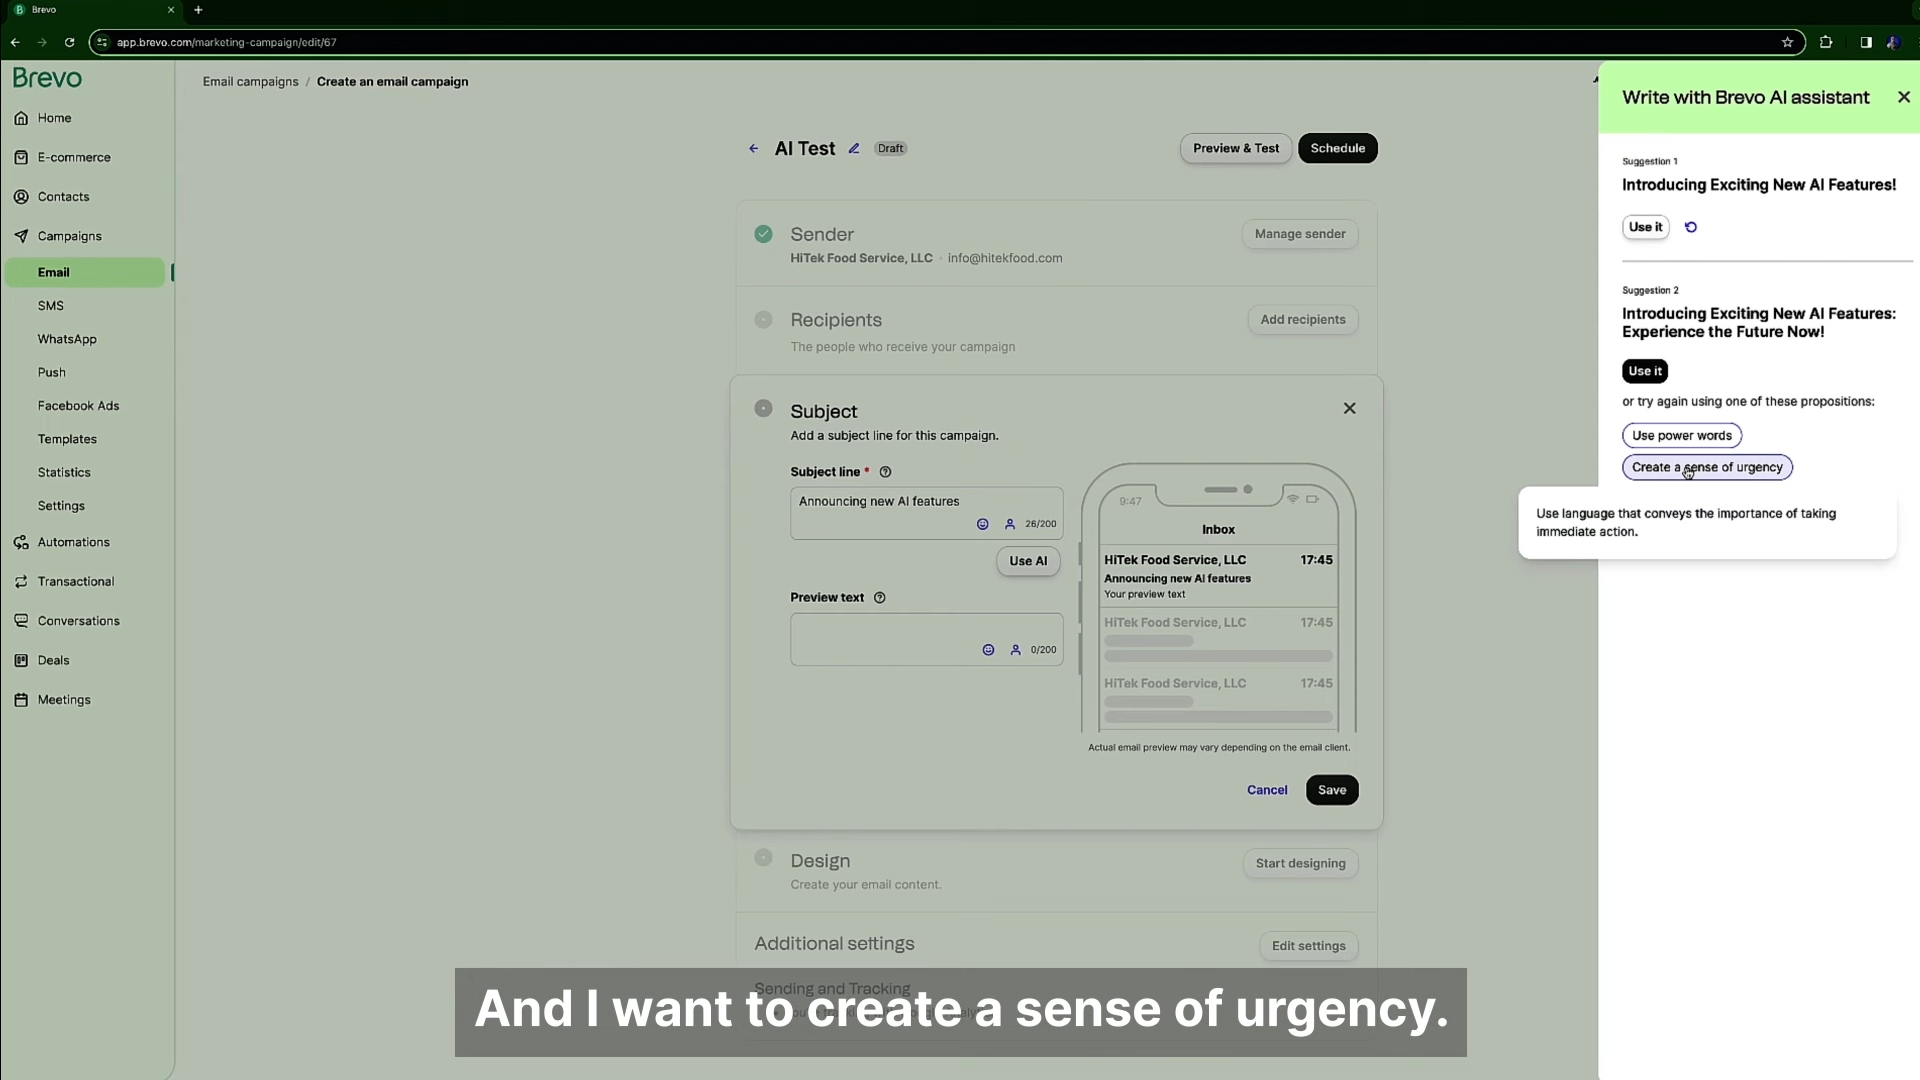 Brevo
app.brevo.com/marketing-campaign/edit/67
Brevo
Home
E-commerce
Contacts
Campaigns
Email
SMS
WhatsApp
Push
Facebook Ads
Templates
Statistics
Settings
Automations
Transactional
Conversations
Deals
Meetings
Email campaigns / Create an email campaign
AI Test Draft
Preview & Test
Schedule
Sender
HiTek Food Service, LLC · info@hitekfood.com
Manage sender
Recipients
The people who receive your campaign
Add recipients
Subject
Add a subject line for this campaign.
Subject line *
Announcing new AI features
26/200
Use AI
Preview text
0/200
9:47
Inbox
HiTek Food Service, LLC 17:45
Announcing new AI features
Your preview text
HiTek Food Service, LLC 17:45
HiTek Food Service, LLC 17:45
Actual email preview may vary depending on the email client.
Cancel
Save
Design
Create your email content.
Start designing
Additional settings
Edit settings
Sending and Tracking
And I want to create a sense of urgency.
Write with Brevo AI assistant
Suggestion 1
Introducing Exciting New AI Features!
Use it
Suggestion 2
Introducing Exciting New AI Features:
Experience the Future Now!
Use it
or try again using one of these propositions:
Use power words
Create a sense of urgency
Use language that conveys the importance of taking
immediate action.